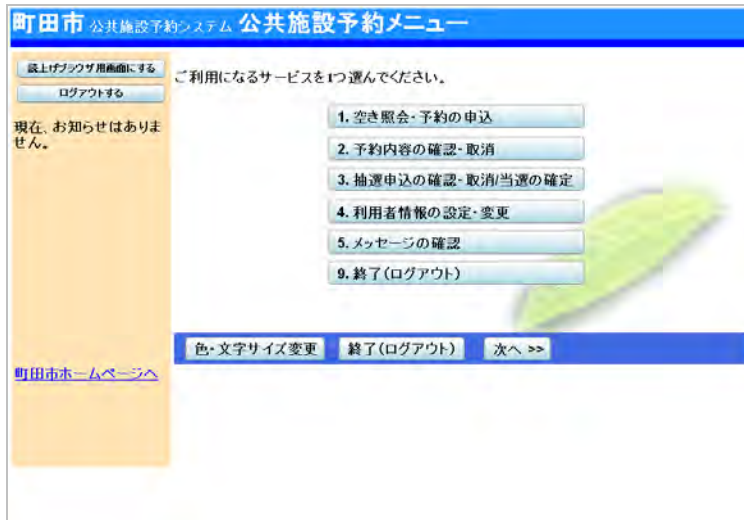 町田市 公共施設予約システム 公共施設予約メニュー
読上げブラウザ用画面にする
ログアウトする
現在、お知らせはありま
せん。
町田市ホームページへ
ご利用になるサービスを1つ選んでください。
1. 空き照会・予約の申込
2. 予約内容の確認・取消
3. 抽選申込の確認・取消/当選の確定
4. 利用者情報の設定・変更
5. メッセージの確認
9. 終了(ログアウト)
色・文字サイズ変更 終了(ログアウト) 次へ >>